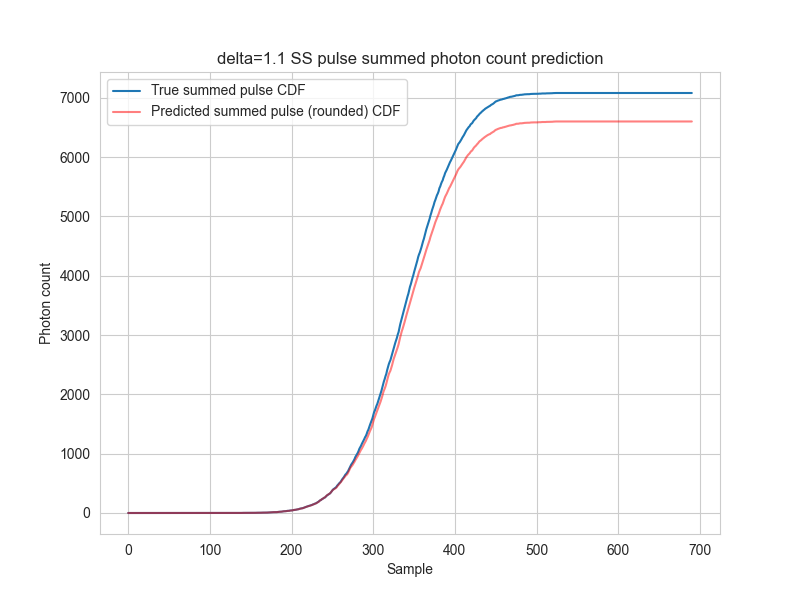 delta=1.1 SS pulse summed photon count prediction
True summed pulse CDF
Predicted summed pulse (rounded) CDF
7000
6000
5000
4000
3000
2000
1000
0
Photon count
0 100 200 300 400 500 600 700
Sample